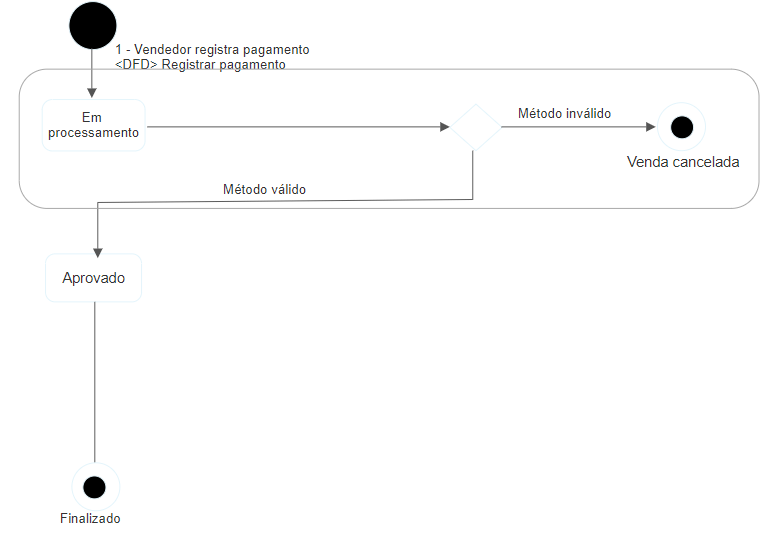 1 - Vendedor registra pagamento
<DFD> Registrar pagamento
Em
processamento
Método inválido
Venda cancelada
Método válido
Aprovado
Finalizado